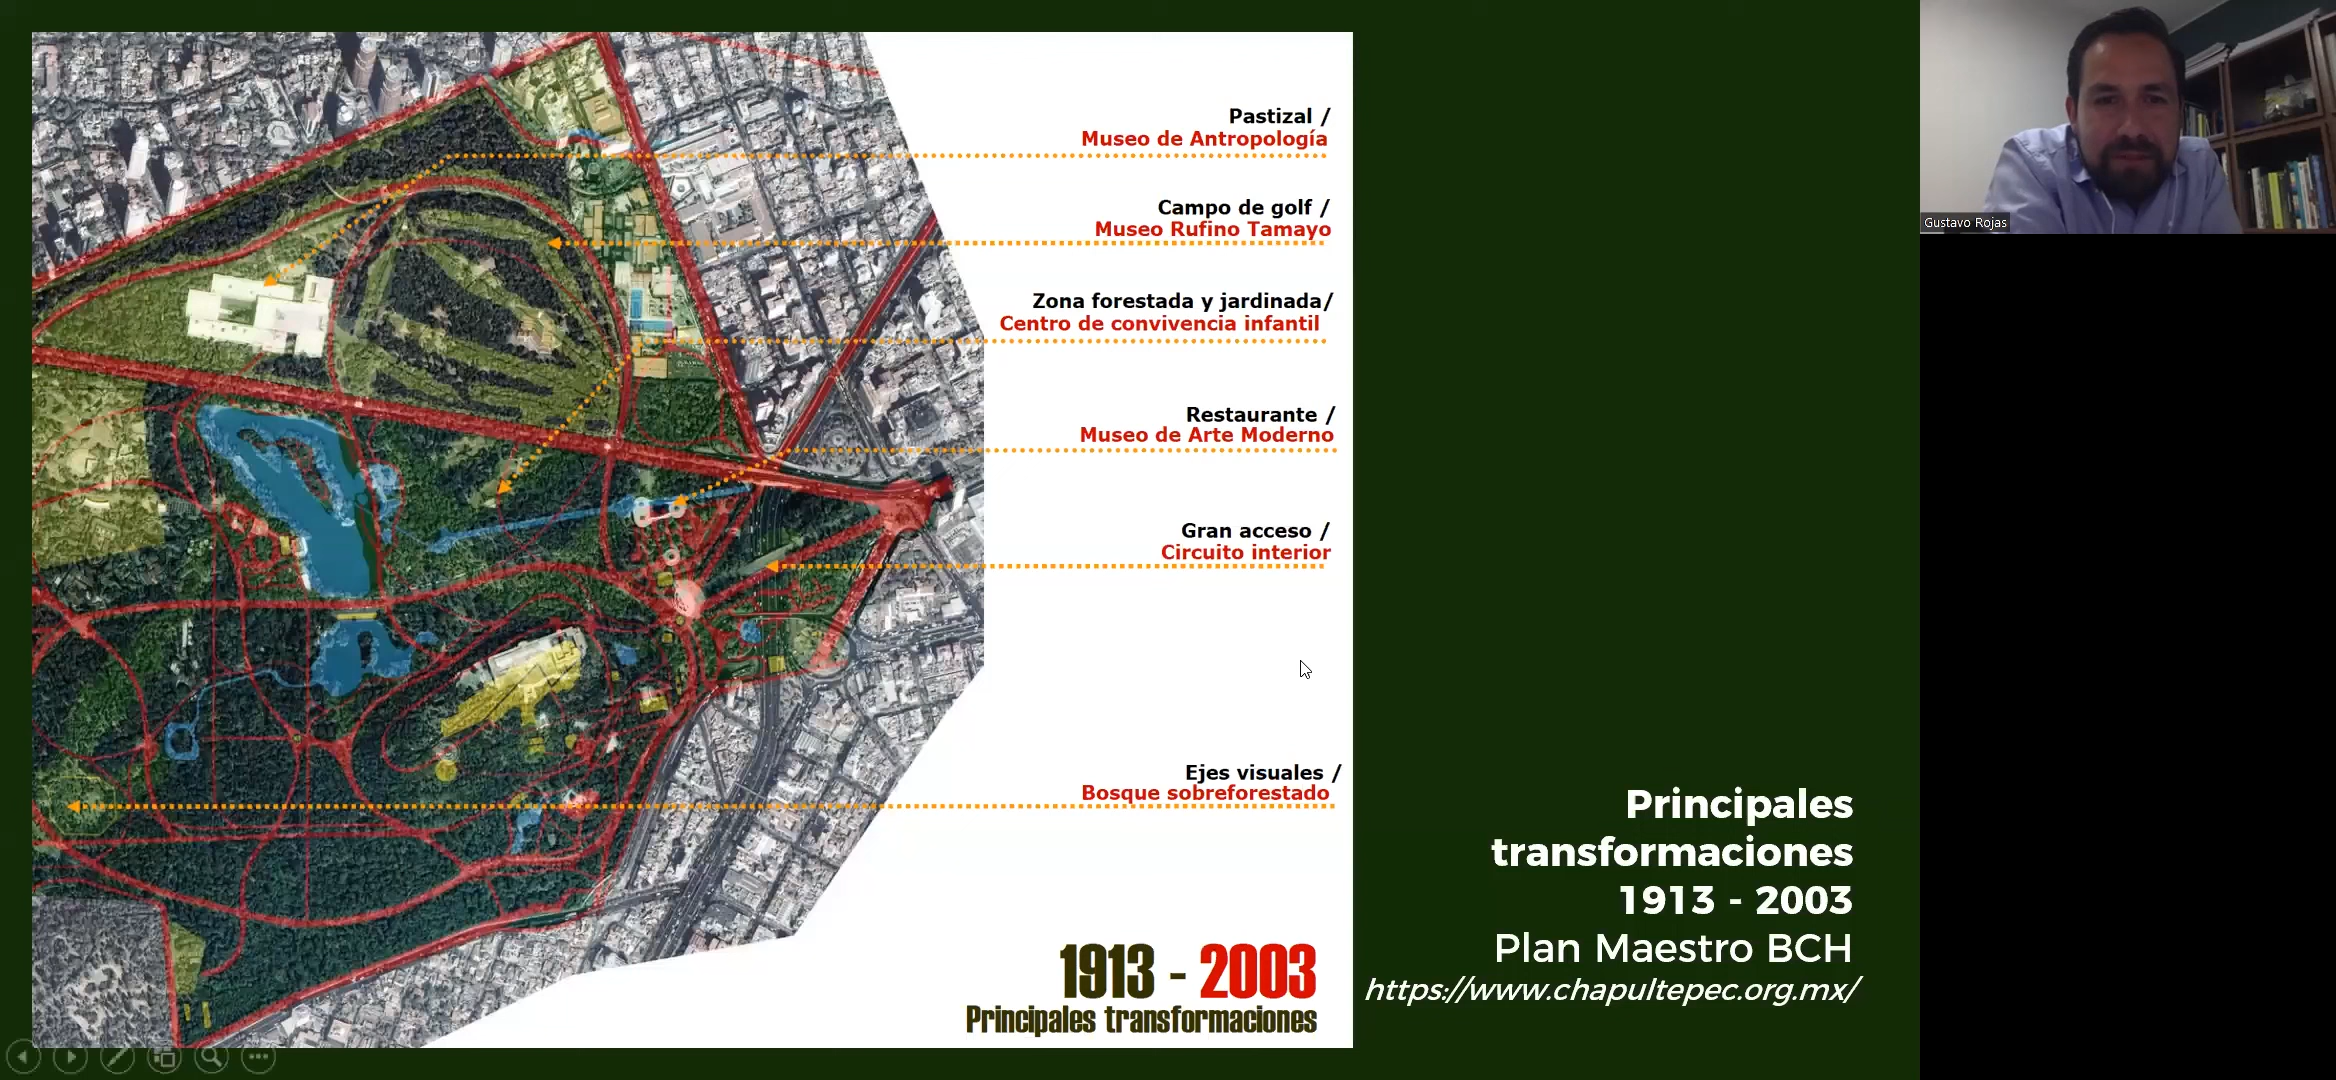 Pastizal /
Museo de Antropología
Campo de golf /
Museo Rufino Tamayo
Zona forestada y jardinada/
Centro de convivencia infantil
Restaurante /
Museo de Arte Moderno
Gran acceso /
Circuito interior
Ejes visuales /
Bosque sobreforestado
1913 - 2003
Principales transformaciones
Principales
transformaciones
1913 - 2003
Plan Maestro BCH
https://www.chapultepec.org.mx/
Gustavo Rojas